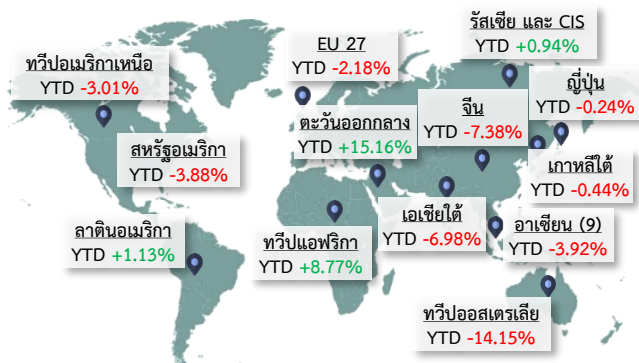 รัสเซีย และ CIS
YTD +0.94%
EU 27
YTD -2.18%
ทวีปอเมริกาเหนือ
YTD -3.01%
ญี่ปุ่น
YTD -0.24%
จีน
YTD -7.38%
ตะวันออกกลาง
YTD +15.16%
สหรัฐอเมริกา
YTD -3.88%
เกาหลีใต้
YTD -0.44%
เอเชียใต้
YTD -6.98%
อาเซียน (9)
YTD -3.92%
ลาตินอเมริกา
YTD +1.13%
ทวีปแอฟริกา
YTD +8.77%
ทวีปออสเตรเลีย
YTD -14.15%